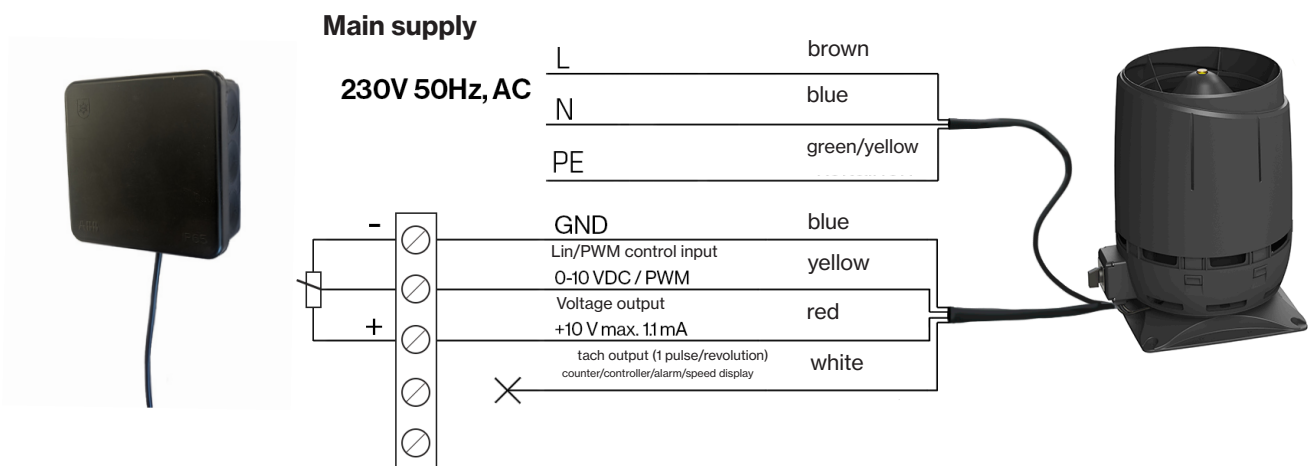 Main supply
230V 50Hz, AC
L
brown
N
blue
PE
green/yellow
-
GND
blue
Lin/PWM control input
yellow
0-10 VDC / PWM
Voltage output
red
+
+10 V max. 1.1 mA
tach output (1 pulse/revolution)
white
counter/controller/alarm/speed display